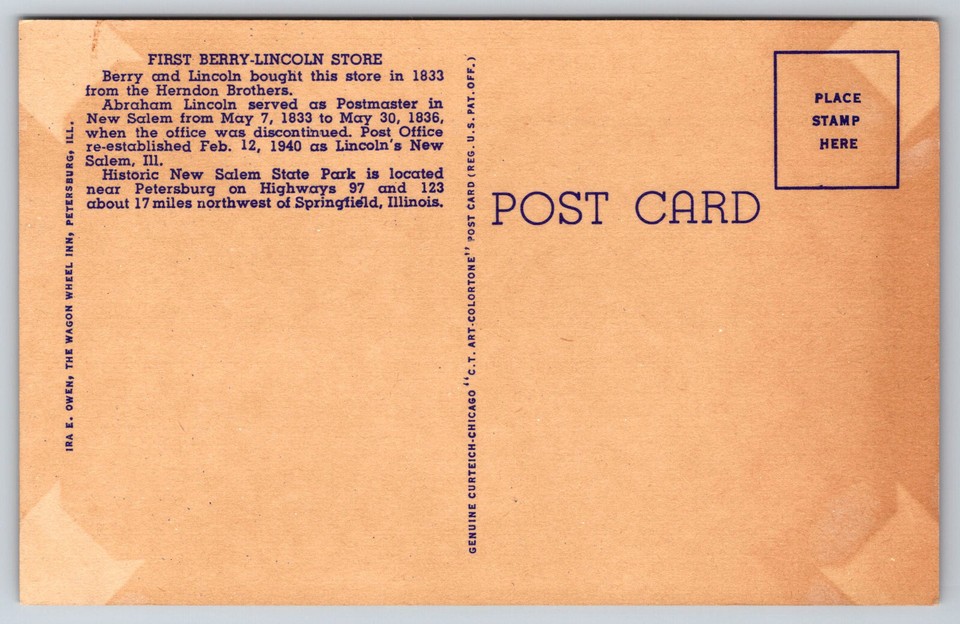 FIRST BERRY-LINCOLN STORE
Berry and Lincoln bought this store in 1833
from the Herndon Brothers.
Abraham Lincoln served as Postmaster in
New Salem from May 7, 1833 to May 30, 1836,
when the office was discontinued. Post Office
re-established Feb. 12, 1940 as Lincoln's New
Salem, Ill.
Historic New Salem State Park is located
near Petersburg on Highways 97 and 123
about 17 miles northwest of Springfield, Illinois.
IRA E. OWEN, THE WAGON WHEEL INN, PETERSBURG, ILL.
GENUINE CURTEICH-CHICAGO "C.T. ART-COLORTONE" POST CARD (REG. U.S. PAT. OFF.)
POST CARD
PLACE
STAMP
HERE